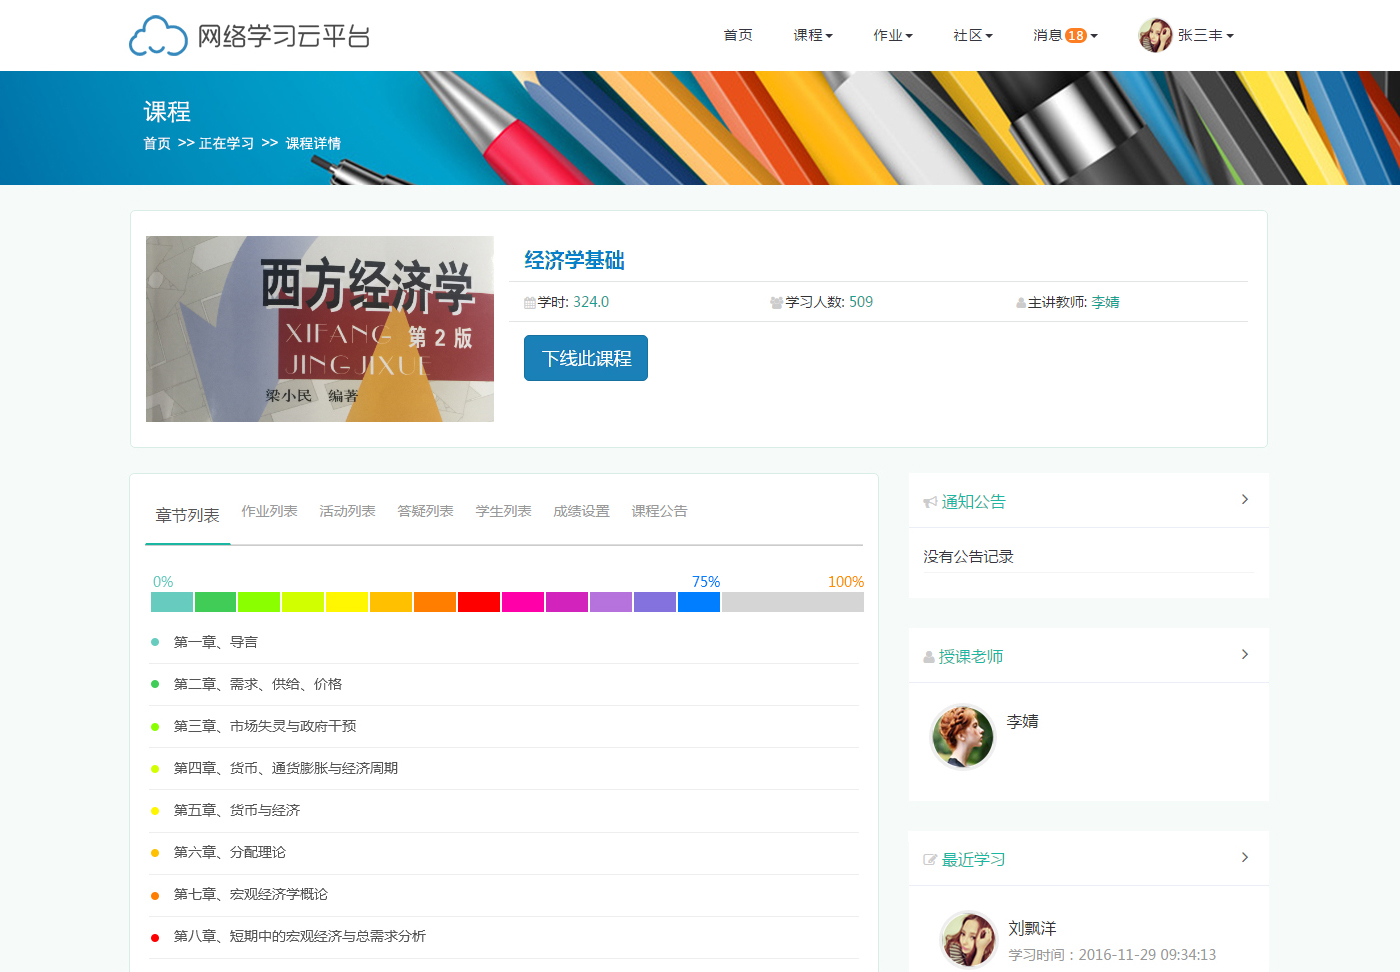 网络学习云平台
首页 课程 作业 社区 消息 18 张三丰
课程
首页 >> 正在学习 >> 课程详情
西方经济学
XIFANG 第2版
JINGJIXUE
梁小民 编著
经济学基础
学时: 324.0 学习人数: 509 主讲教师: 李婧
下线此课程
章节列表 作业列表 活动列表 答疑列表 学生列表 成绩设置 课程公告
0% 75% 100%
第一章、导言
第二章、需求、供给、价格
第三章、市场失灵与政府干预
第四章、货币、通货膨胀与经济周期
第五章、货币与经济
第六章、分配理论
第七章、宏观经济学概论
第八章、短期中的宏观经济与总需求分析
通知公告
没有公告记录
授课老师
李婧
最近学习
刘飘洋
学习时间：2016-11-29 09:34:13